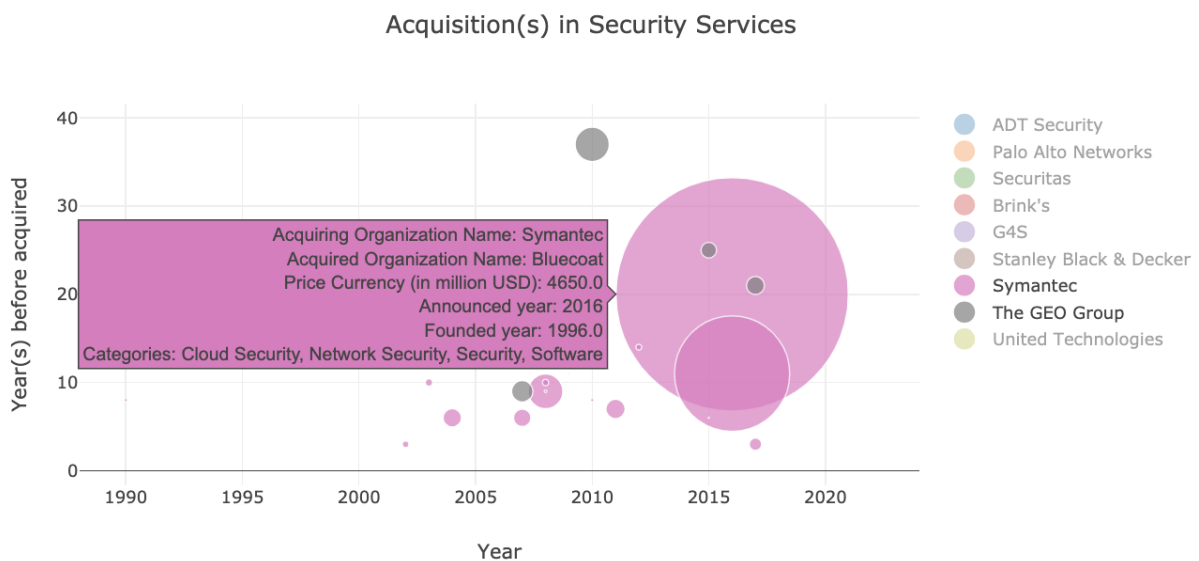 Acquisition(s) in Security Services
Year(s) before acquired
40
30
20
10
0
Acquiring Organization Name: Symantec
Acquired Organization Name: Bluecoat
Price Currency (in million USD): 4650.0
Announced year: 2016
Founded year: 1996.0
Categories: Cloud Security, Network Security, Security, Software
1990
1995
2000
2005
2010
2015
2020
Year
ADT Security
Palo Alto Networks
Securitas
Brink's
G4S
Stanley Black & Decker
Symantec
The GEO Group
United Technologies